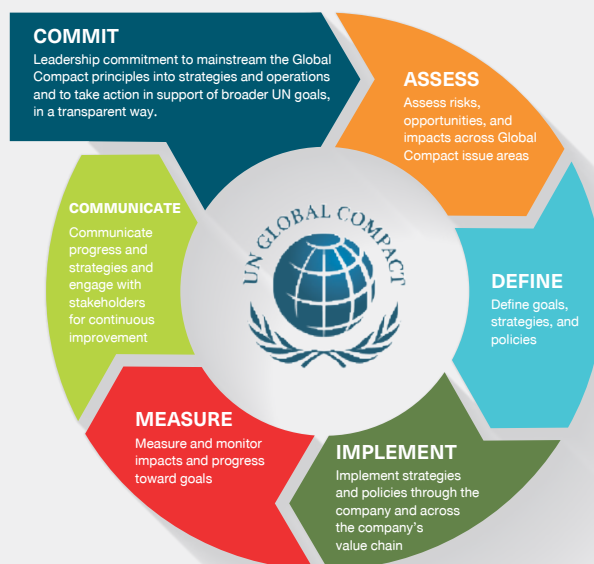 COMMIT
Leadership commitment to mainstream the Global
Compact principles into strategies and operations
and to take action in support of broader UN goals,
in a transparent way.
ASSESS
Assess risks,
opportunities, and
impacts across Global
Compact issue areas
DEFINE
Define goals,
strategies, and
policies
IMPLEMENT
Implement strategies
and policies through the
company and across
the company's
value chain
MEASURE
Measure and monitor
impacts and progress
toward goals
COMMUNICATE
Communicate
progress and
strategies and
engage with
stakeholders
for continuous
improvement
UN GLOBAL COMPACT